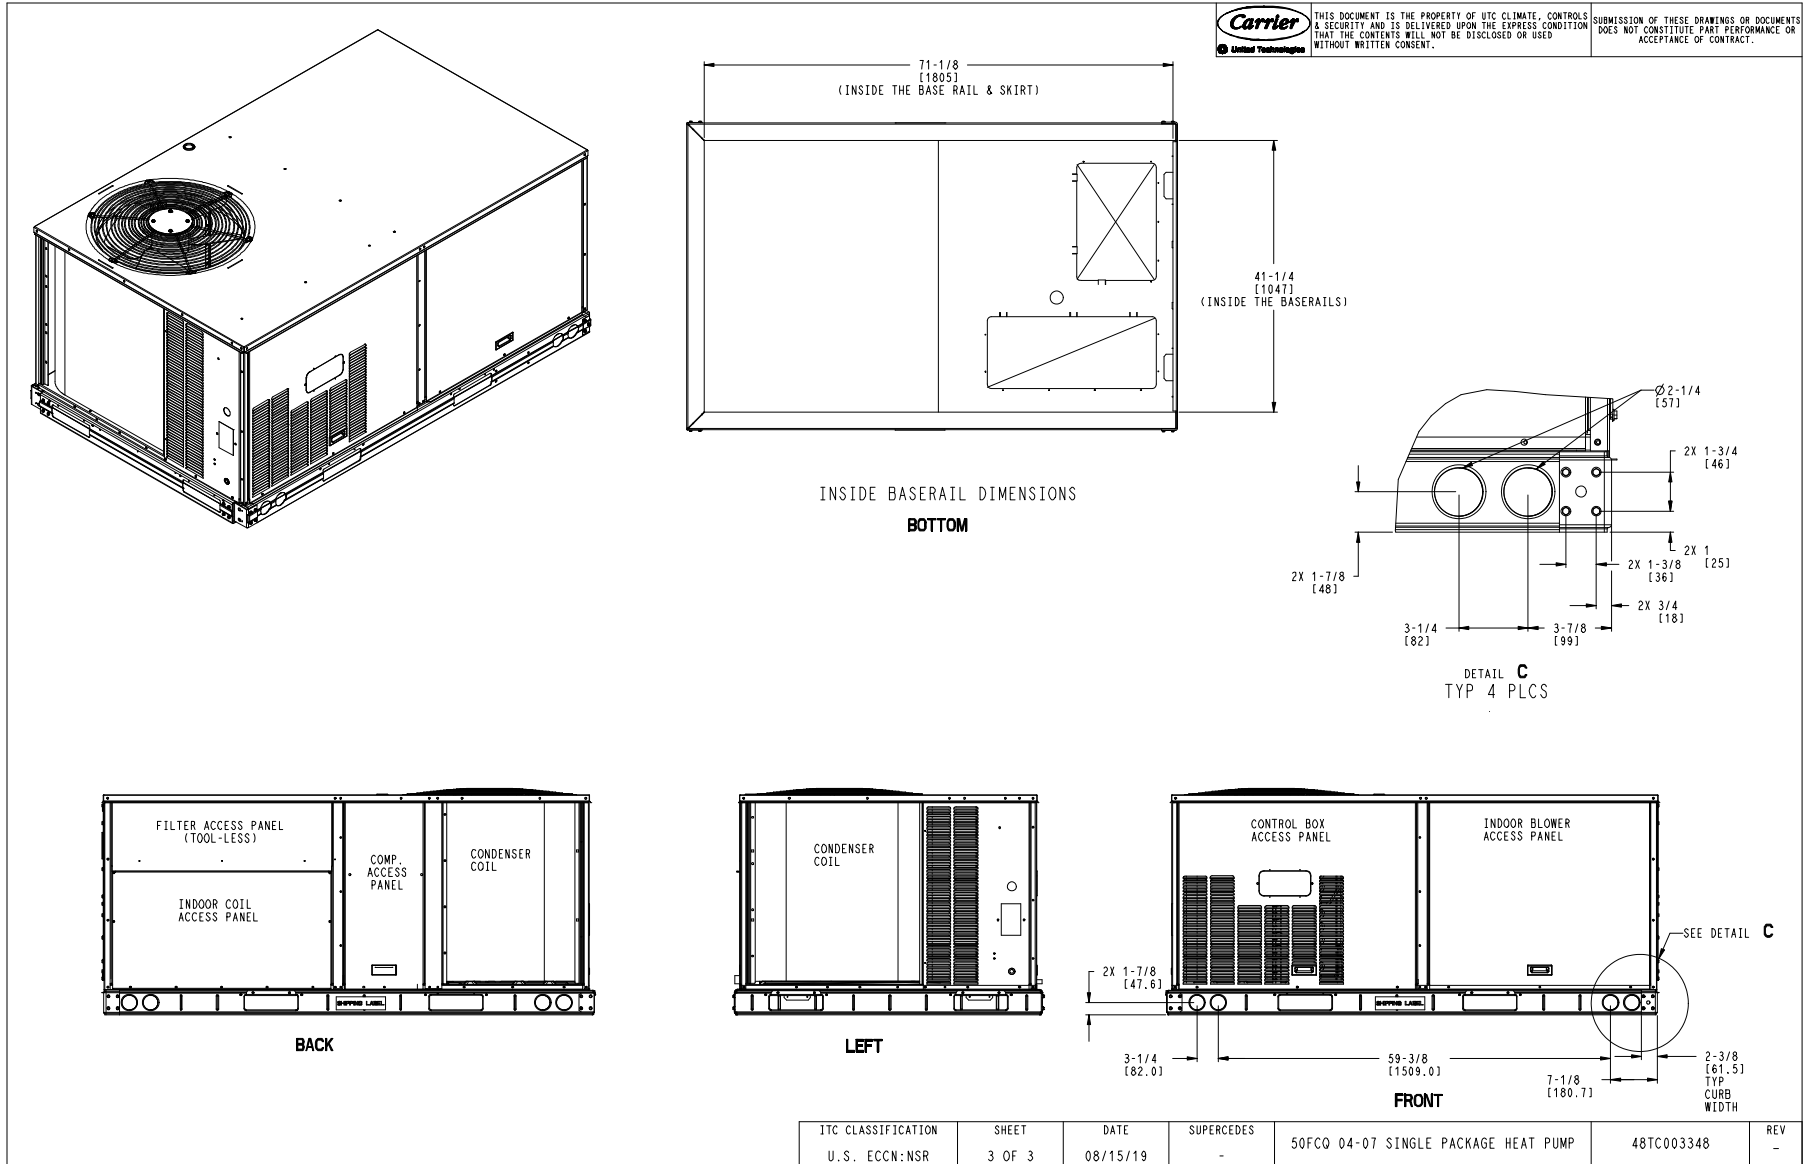 Carrier
United Technologies
THIS DOCUMENT IS THE PROPERTY OF UTC CLIMATE, CONTROLS
& SECURITY AND IS DELIVERED UPON THE EXPRESS CONDITION
THAT THE CONTENTS WILL NOT BE DISCLOSED OR USED
WITHOUT WRITTEN CONSENT.
SUBMISSION OF THESE DRAWINGS OR DOCUMENTS
DOES NOT CONSTITUTE PART PERFORMANCE OR
ACCEPTANCE OF CONTRACT.
71-1/8
[1805]
(INSIDE THE BASE RAIL & SKIRT)
41-1/4
[1047]
(INSIDE THE BASERAILS)
INSIDE BASERAIL DIMENSIONS
BOTTOM
Ø2-1/4
[57]
2X 1-3/4
[46]
2X 1
[25]
2X 1-3/8
[36]
2X 3/4
[18]
2X 1-7/8
[48]
3-1/4
[82]
3-7/8
[99]
DETAIL C
TYP 4 PLCS
FILTER ACCESS PANEL
(TOOL-LESS)
INDOOR COIL
ACCESS PANEL
COMP.
ACCESS
PANEL
CONDENSER
COIL
SHIPPING LABEL
BACK
CONDENSER
COIL
LEFT
CONTROL BOX
ACCESS PANEL
INDOOR BLOWER
ACCESS PANEL
SEE DETAIL C
SHIPPING LABEL
2X 1-7/8
[47.6]
3-1/4
[82.0]
59-3/8
[1509.0]
7-1/8
[180.7]
2-3/8
[61.5]
TYP
CURB
WIDTH
FRONT
ITC CLASSIFICATION
U.S. ECCN:NSR
SHEET
3 OF 3
DATE
08/15/19
SUPERCEDES
-
50FCQ 04-07 SINGLE PACKAGE HEAT PUMP
48TC003348
REV
-